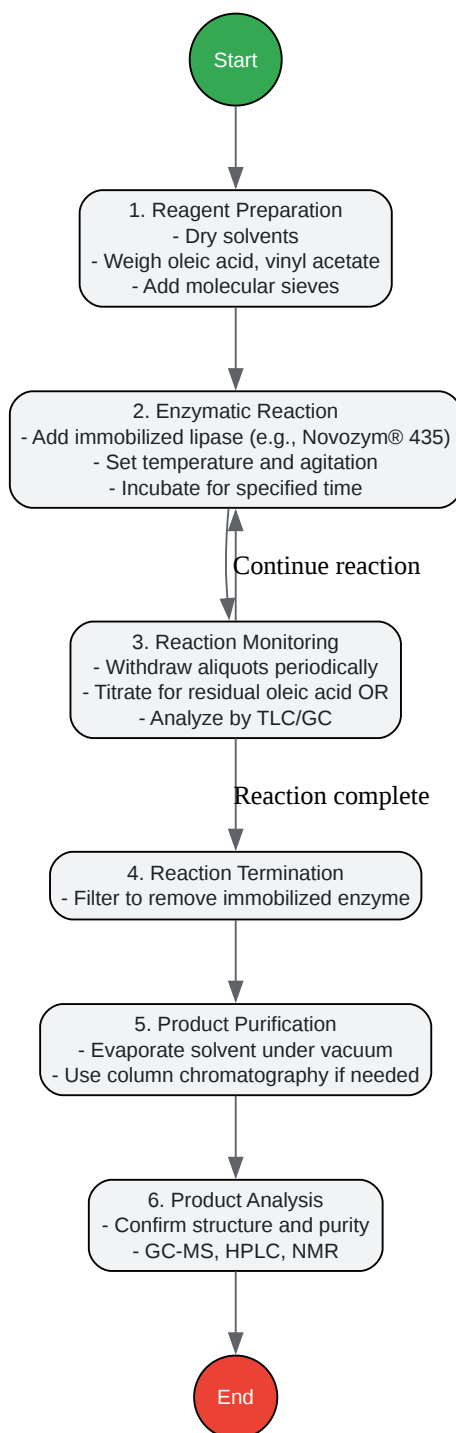 Start
1. Reagent Preparation
- Dry solvents
- Weigh oleic acid, vinyl acetate
- Add molecular sieves
2. Enzymatic Reaction
- Add immobilized lipase (e.g., Novozym® 435)
- Set temperature and agitation
- Incubate for specified time
Continue reaction
3. Reaction Monitoring
- Withdraw aliquots periodically
- Titrate for residual oleic acid OR
- Analyze by TLC/GC
Reaction complete
4. Reaction Termination
- Filter to remove immobilized enzyme
5. Product Purification
- Evaporate solvent under vacuum
- Use column chromatography if needed
6. Product Analysis
- Confirm structure and purity
- GC-MS, HPLC, NMR
End